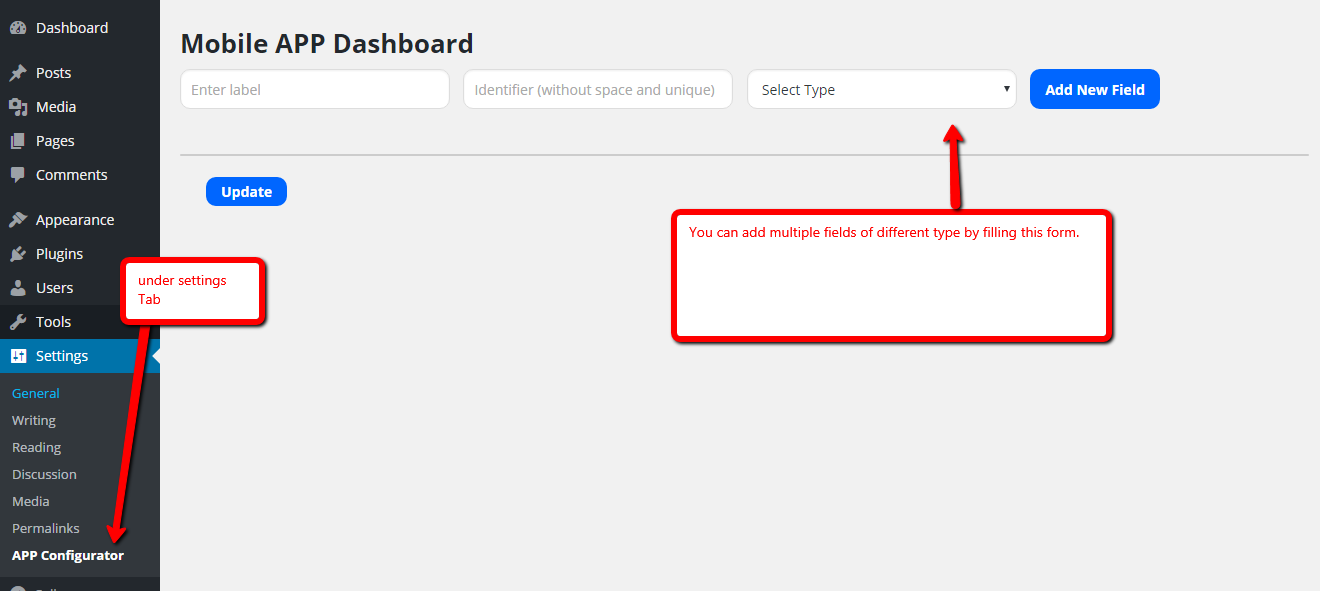 Dashboard
Posts
Media
Pages
Comments
Appearance
Plugins
Users
Tools
Settings
General
Writing
Reading
Discussion
Media
Permalinks
APP Configurator
under settings
Tab
Mobile APP Dashboard
Enter label
Identifier (without space and unique)
Select Type
Add New Field
Update
You can add multiple fields of different type by filling this form.